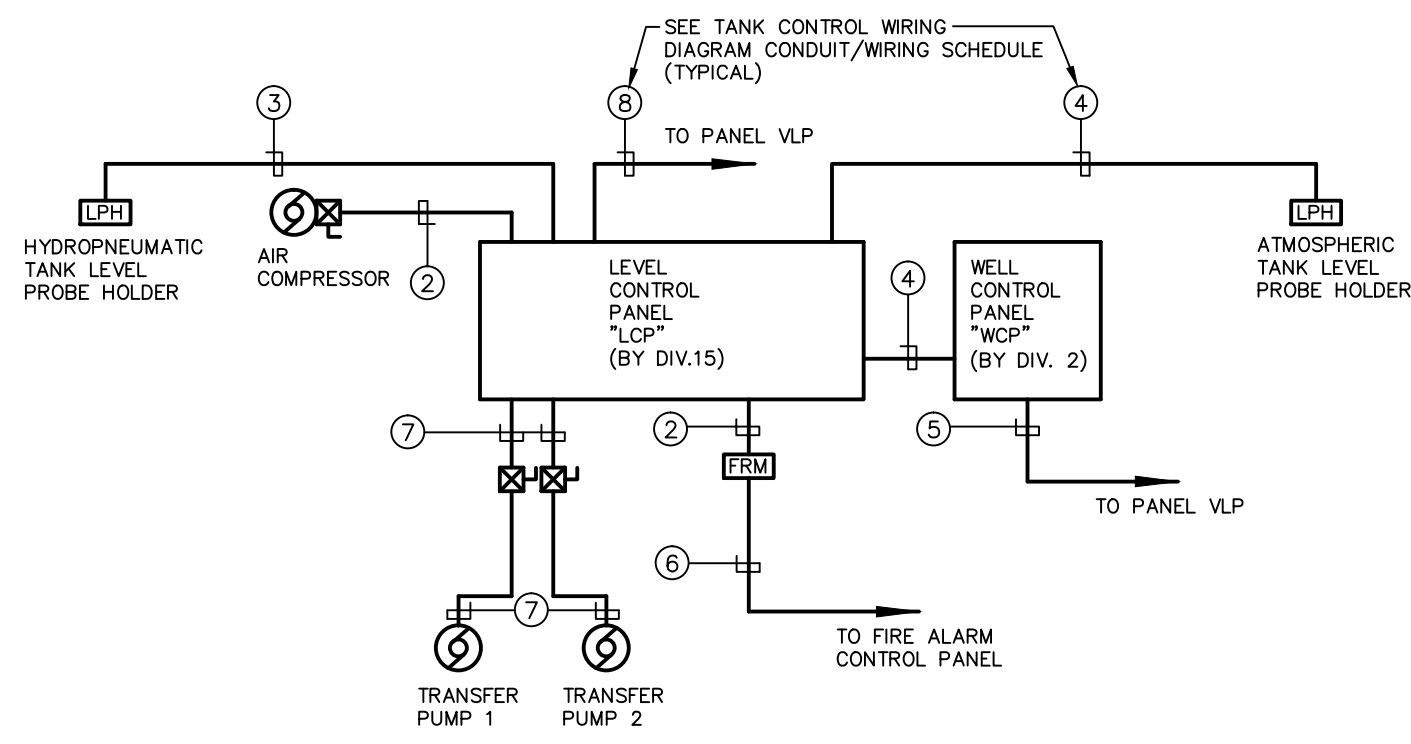 SEE TANK CONTROL WIRING
DIAGRAM CONDUIT/WIRING SCHEDULE
(TYPICAL)
3
8
4
TO PANEL VLP
LPH
HYDROPNEUMATIC
TANK LEVEL
PROBE HOLDER
AIR
COMPRESSOR
2
LEVEL
CONTROL
PANEL
"LCP"
(BY DIV.15)
4
WELL
CONTROL
PANEL
"WCP"
(BY DIV. 2)
LPH
ATMOSPHERIC
TANK LEVEL
PROBE HOLDER
7
2
5
FRM
TO PANEL VLP
6
7
TO FIRE ALARM
CONTROL PANEL
TRANSFER
PUMP 1
TRANSFER
PUMP 2